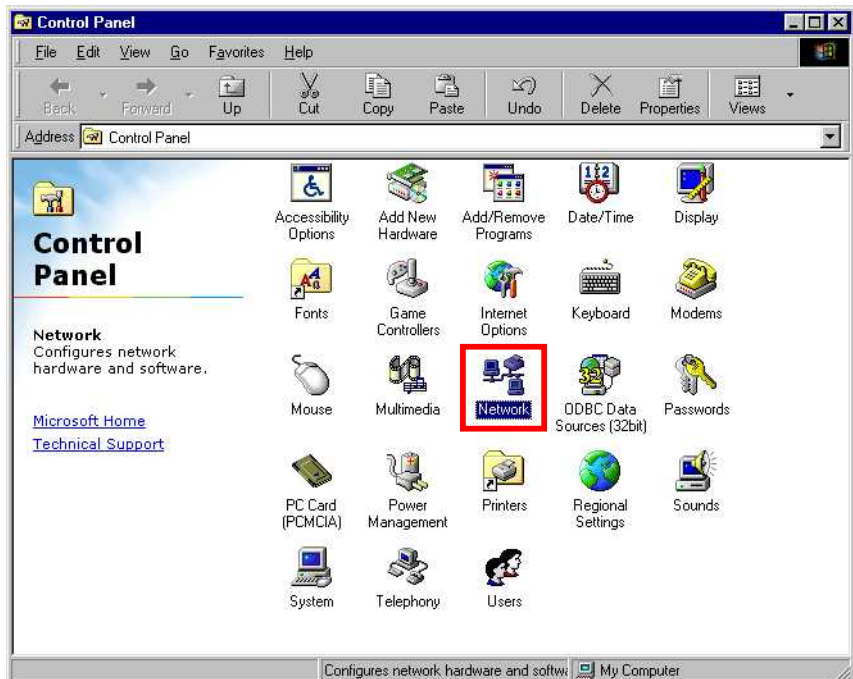 Control Panel
File Edit View Go Favorites Help
Back Forward Up Cut Copy Paste Undo Delete Properties Views
Address Control Panel
Control
Panel
Network
Configures network
hardware and software.
Microsoft Home
Technical Support
Accessibility
Options
Add New
Hardware
Add/Remove
Programs
Date/Time
Display
Fonts
Game
Controllers
Internet
Options
Keyboard
Modems
Mouse
Multimedia
Network
ODBC Data
Sources (32bit)
Passwords
PC Card
(PCMCIA)
Power
Management
Printers
Regional
Settings
Sounds
System
Telephony
Users
Configures network hardware and softw
My Computer